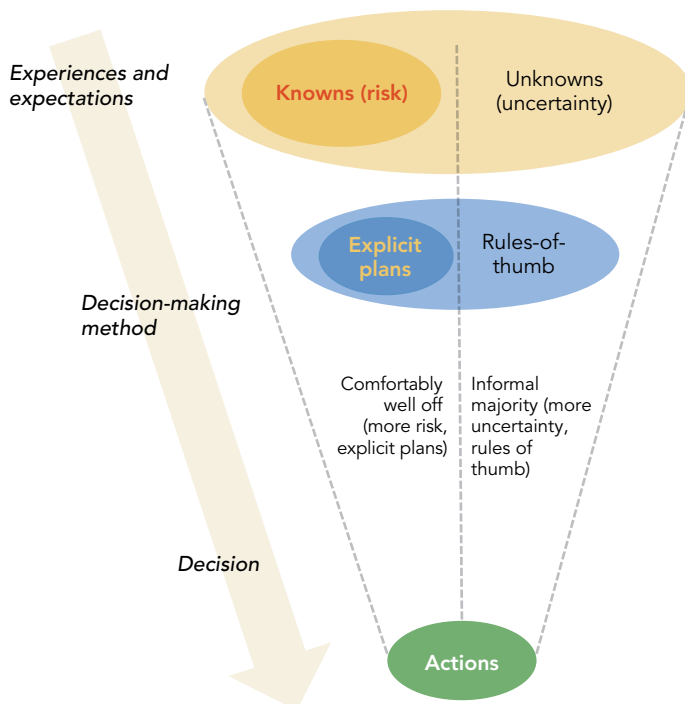 Experiences and
expectations
Knowns (risk)
Unknowns
(uncertainty)
Explicit
plans
Rules-of-
thumb
Decision-making
method
Comfortably
well off
(more risk,
explicit plans)
Informal
majority (more
uncertainty,
rules of
thumb)
Decision
Actions